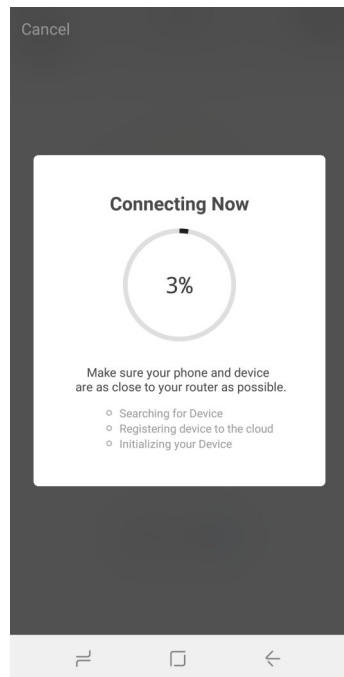 Cancel
Connecting Now
3%
Make sure your phone and device
are as close to your router as possible.
Searching for Device
Registering device to the cloud
Initializing your Device